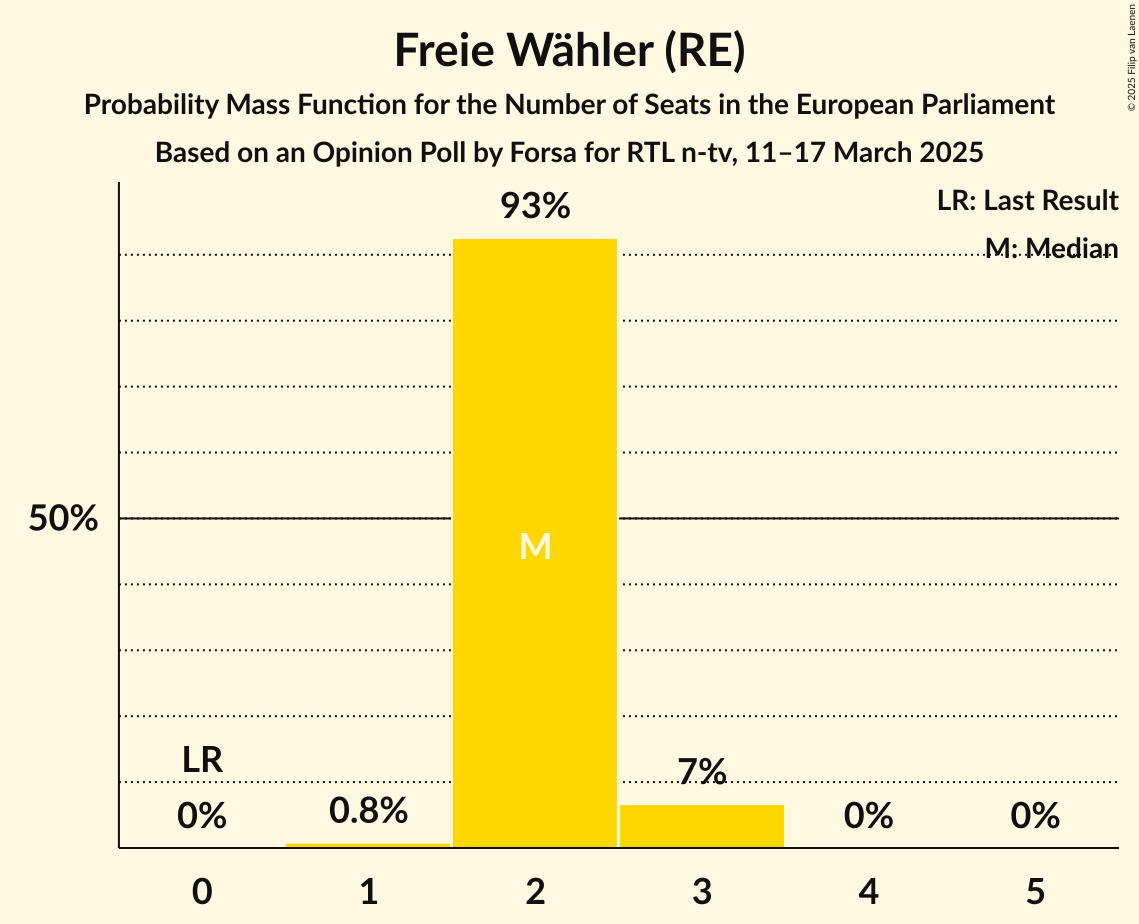 Freie Wähler (RE)
Probability Mass Function for the Number of Seats in the European Parliament
Based on an Opinion Poll by Forsa for RTL n-tv, 11–17 March 2025
© 2025 Filip van Laenen
LR: Last Result
M: Median
93%
50%
M
LR
0%
0.8%
7%
0%
0%
0
1
2
3
4
5